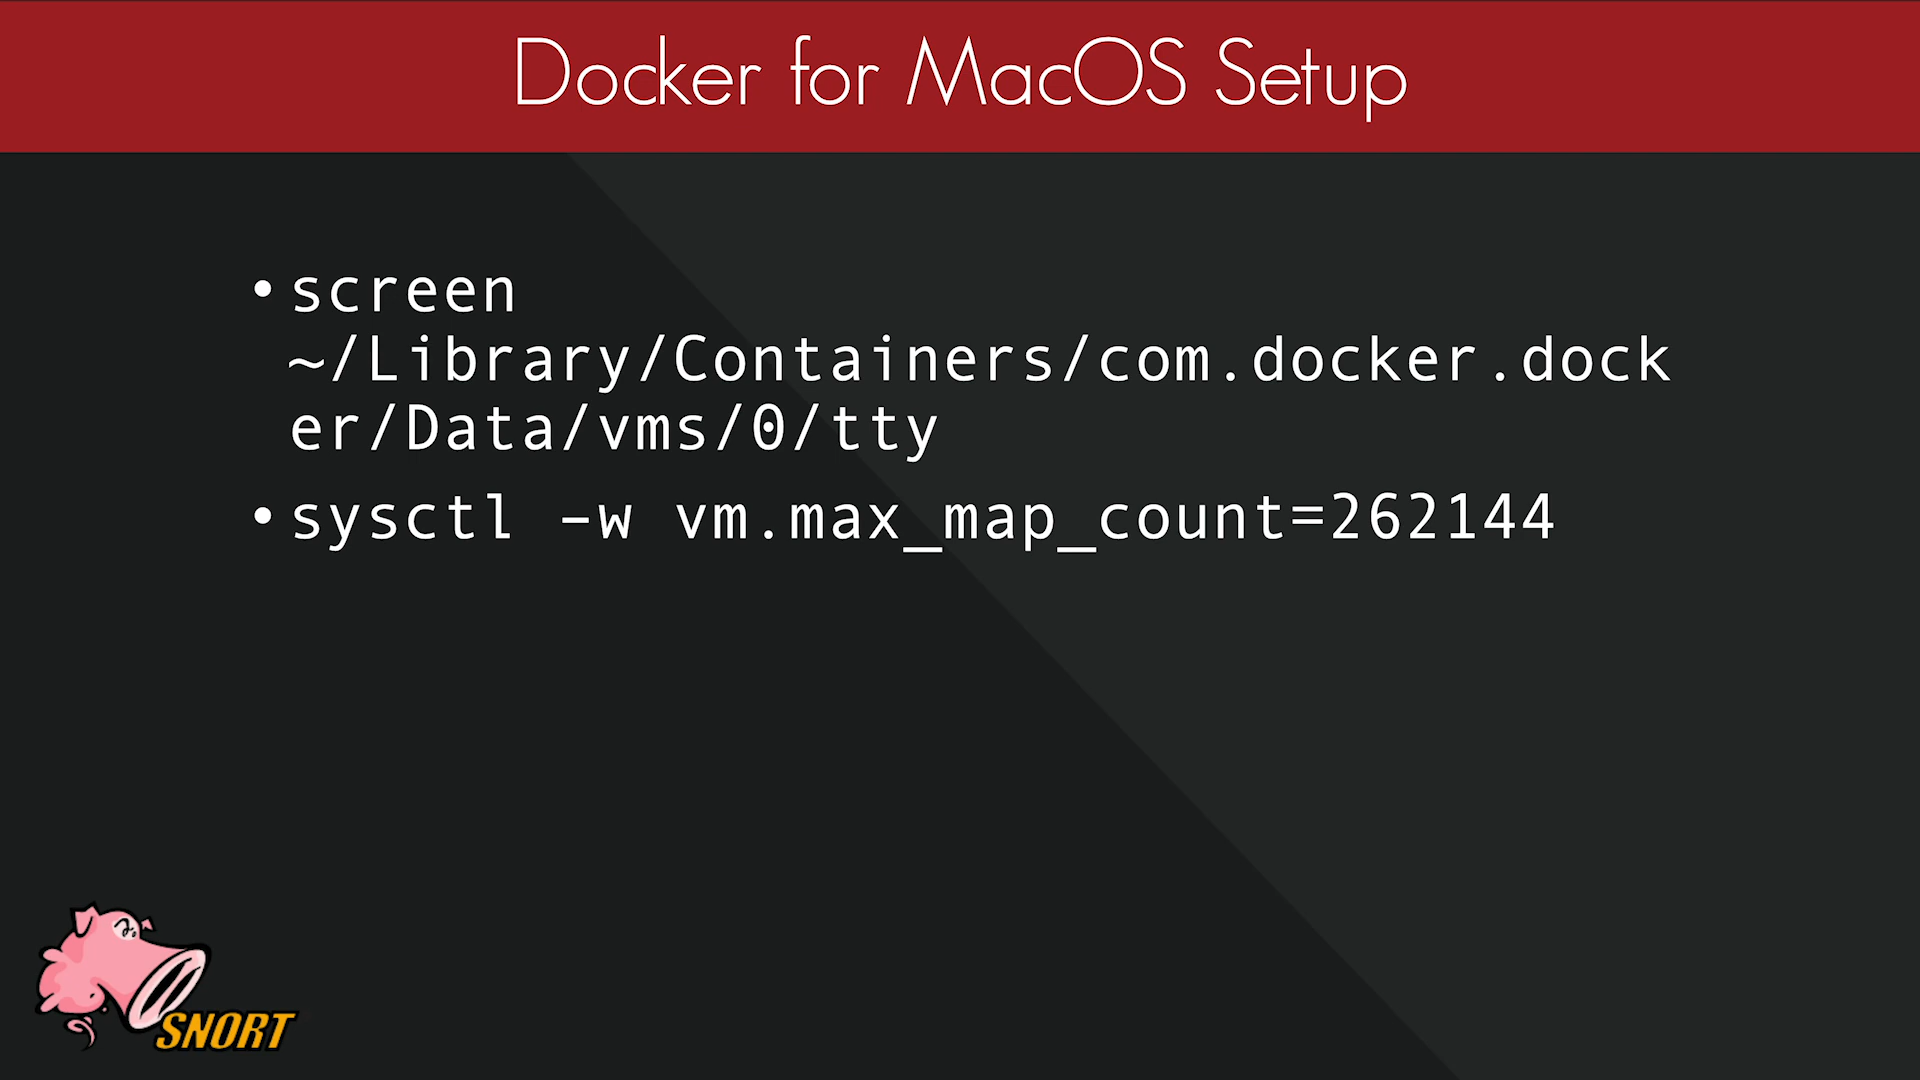 Docker for MacOS Setup
• screen
~/Library/Containers/com.docker.dock
er/Data/vms/0/tty
• sysctl –w vm.max_map_count=262144
SNORT